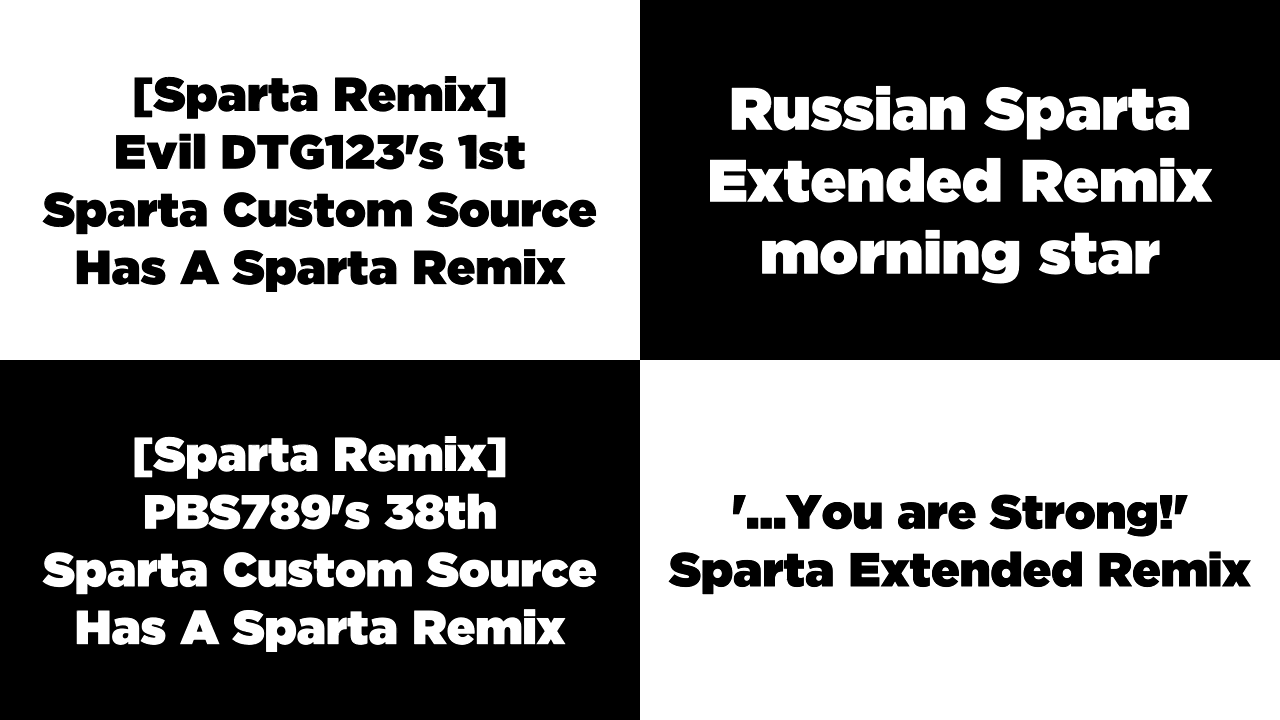 [Sparta Remix]
Evil DTG123's 1st
Sparta Custom Source
Has A Sparta Remix
Russian Sparta
Extended Remix
morning star
[Sparta Remix]
PBS789's 38th
Sparta Custom Source
Has A Sparta Remix
'...You are Strong!'
Sparta Extended Remix